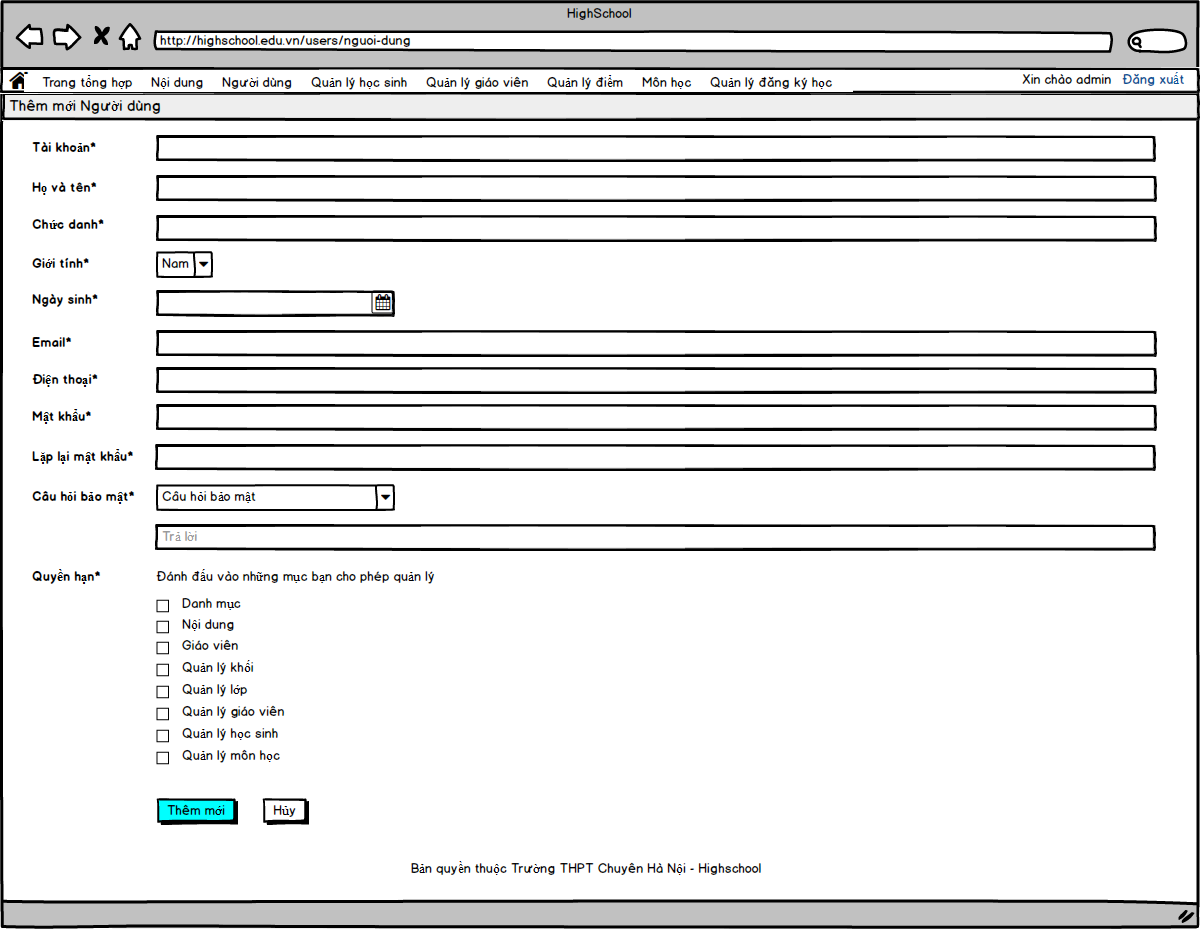 HighSchool
http://highschool.edu.vn/users/nguoi-dung
Trang tổng hợp Nội dung Người dùng Quản lý học sinh Quản lý giáo viên Quản lý điểm Môn học Quản lý đăng ký học Xin chào admin Đăng xuất
Thêm mới Người dùng
Tài khoản*
Họ và tên*
Chức danh*
Giới tính* Nam
Ngày sinh*
Email*
Điện thoại*
Mật khẩu*
Lặp lại mật khẩu*
Câu hỏi bảo mật* Câu hỏi bảo mật
Trả lời
Quyền hạn* Đánh đấu vào những mục bạn cho phép quản lý
Danh mục
Nội dung
Giáo viên
Quản lý khối
Quản lý lớp
Quản lý giáo viên
Quản lý học sinh
Quản lý môn học
Thêm mới Hủy
Bản quyền thuộc Trường THPT Chuyên Hà Nội - Highschool